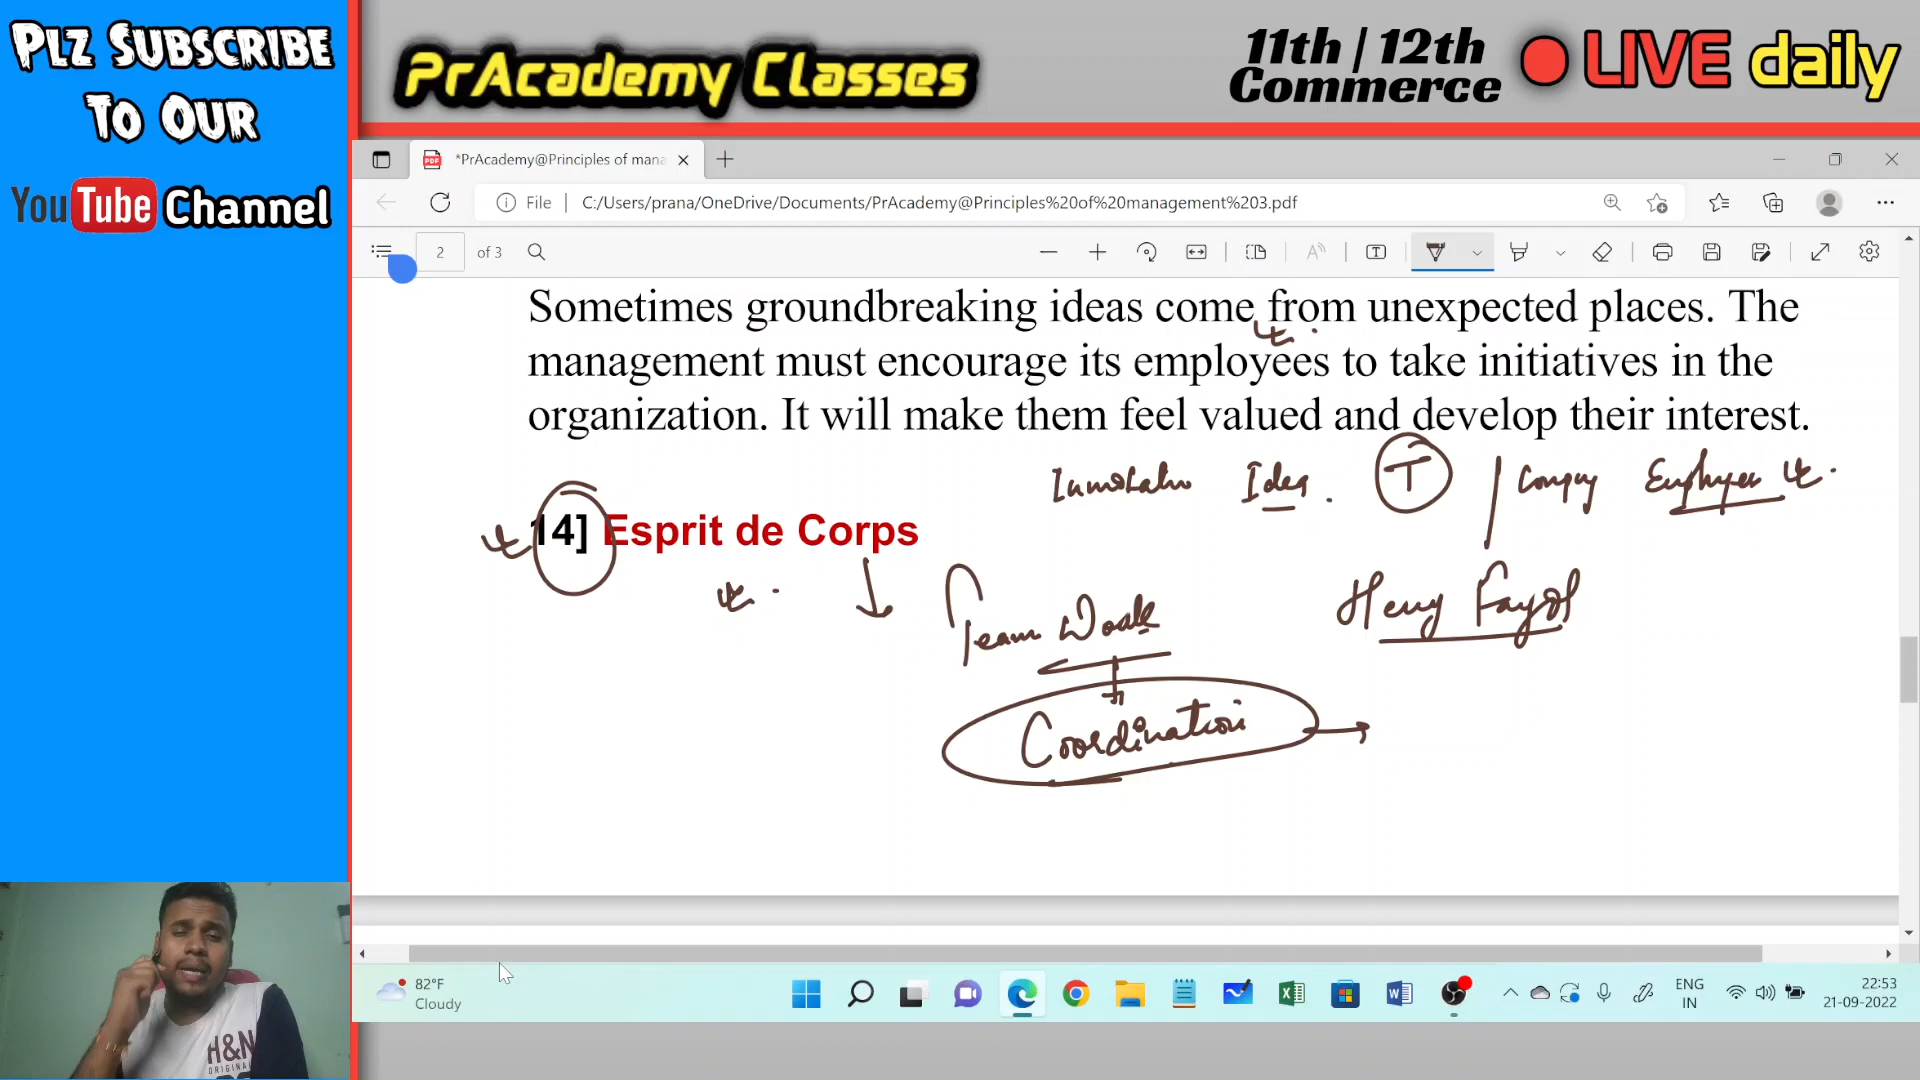 PLZ SUBSCRIBE
TO OUR
YouTube Channel
PrAcademy Classes
11th | 12th
Commerce
LIVE daily
*PrAcademy@Principles of mana
File
C:/Users/prana/OneDrive/Documents/PrAcademy@Principles%20of%20management%203.pdf
2 of 3
Sometimes groundbreaking ideas come from unexpected places. The
management must encourage its employees to take initiatives in the
organization. It will make them feel valued and develop their interest.
Idea. T | Employees
14] Esprit de Corps
Team Work
Henry Fayol
Coordination
H&N
ORIGINAL
82°F
Cloudy
ENG
IN
22:53
21-09-2022